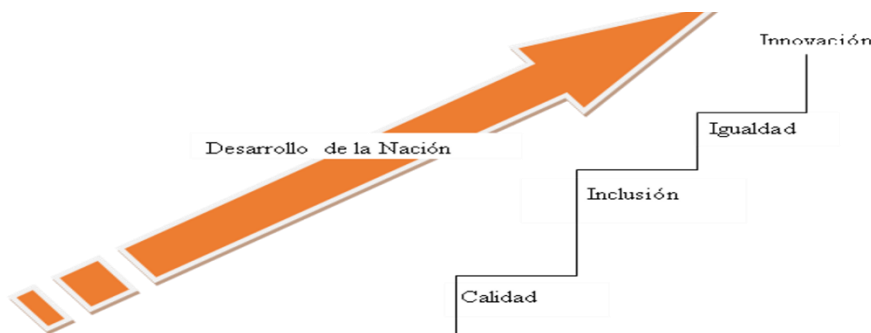 Innovación
Igualdad
Desarrollo de la Nación
Inclusión
Calidad